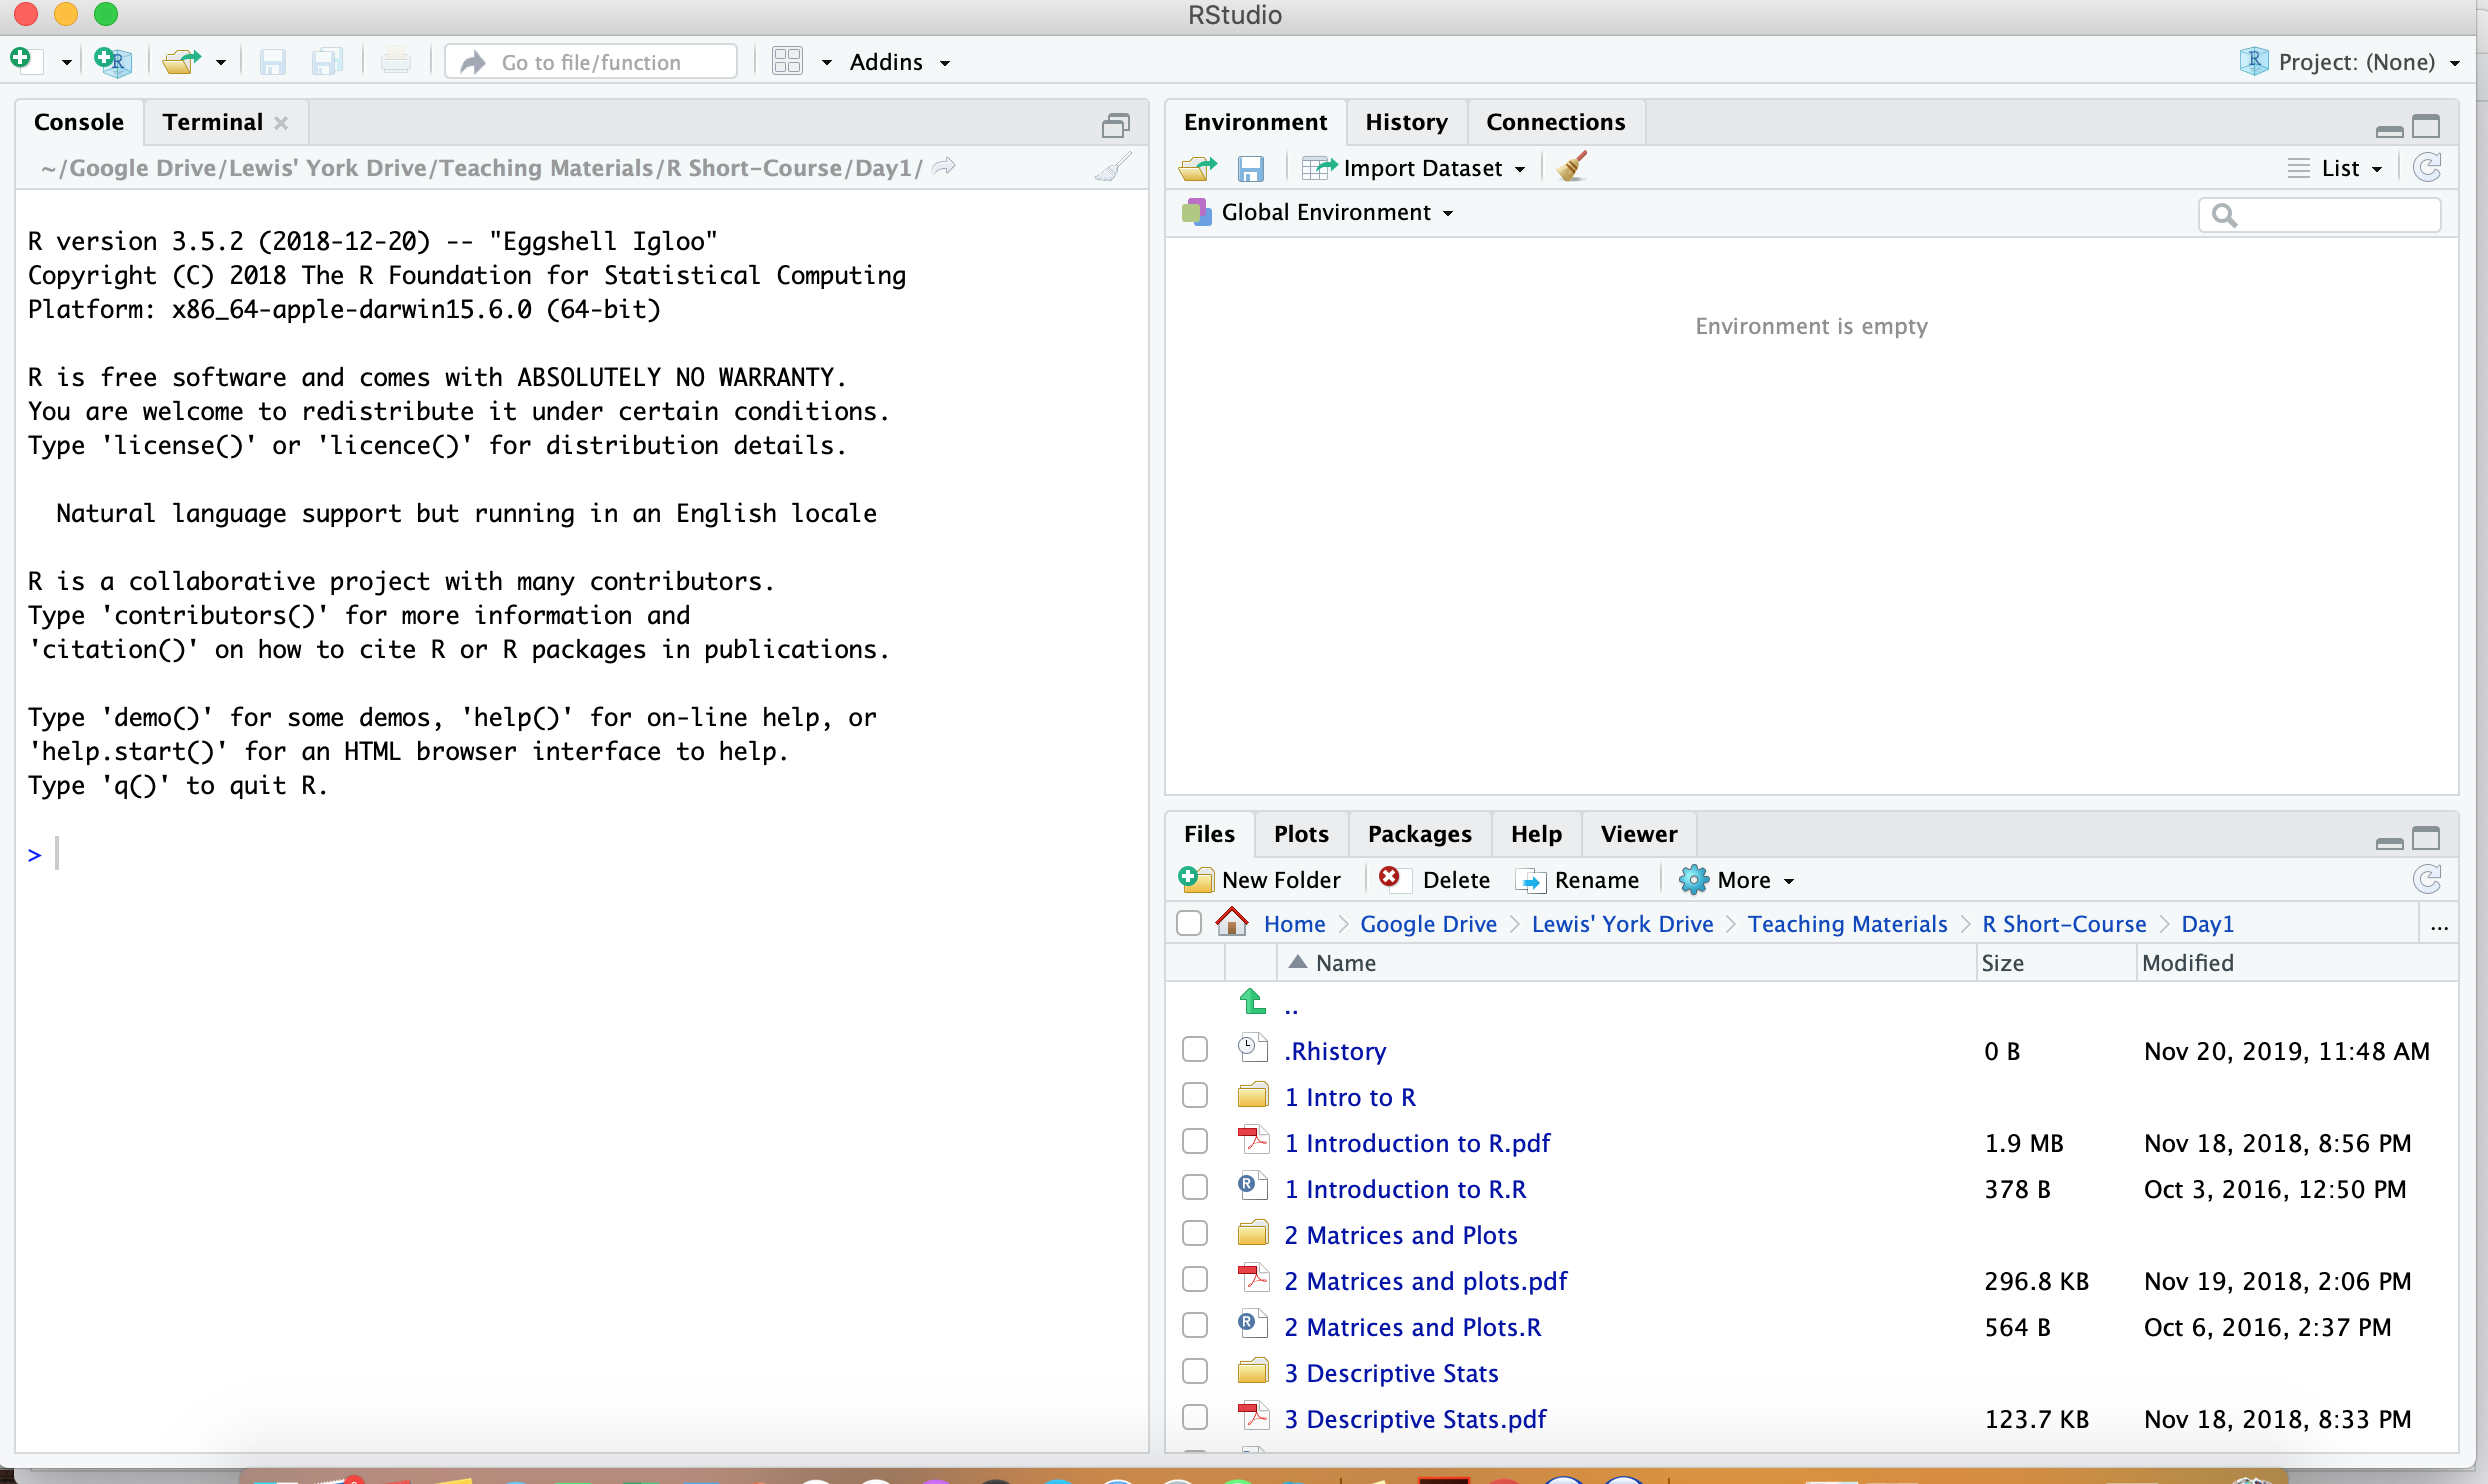 RStudio
Go to file/function
Addins
Project: (None)
Console Terminal
~/Google Drive/Lewis' York Drive/Teaching Materials/R Short-Course/Day1/
R version 3.5.2 (2018-12-20) -- "Eggshell Igloo"
Copyright (C) 2018 The R Foundation for Statistical Computing
Platform: x86_64-apple-darwin15.6.0 (64-bit)
R is free software and comes with ABSOLUTELY NO WARRANTY.
You are welcome to redistribute it under certain conditions.
Type 'license()' or 'licence()' for distribution details.
Natural language support but running in an English locale
R is a collaborative project with many contributors.
Type 'contributors()' for more information and
'citation()' on how to cite R or R packages in publications.
Type 'demo()' for some demos, 'help()' for on-line help, or
'help.start()' for an HTML browser interface to help.
Type 'q()' to quit R.
>
Environment History Connections
Import Dataset List
Global Environment
Environment is empty
Files Plots Packages Help Viewer
New Folder Delete Rename More
Home Google Drive Lewis' York Drive Teaching Materials R Short-Course Day1 ...
Name Size Modified
..
.Rhistory 0 B Nov 20, 2019, 11:48 AM
1 Intro to R
1 Introduction to R.pdf 1.9 MB Nov 18, 2018, 8:56 PM
1 Introduction to R.R 378 B Oct 3, 2016, 12:50 PM
2 Matrices and Plots
2 Matrices and plots.pdf 296.8 KB Nov 19, 2018, 2:06 PM
2 Matrices and Plots.R 564 B Oct 6, 2016, 2:37 PM
3 Descriptive Stats
3 Descriptive Stats.pdf 123.7 KB Nov 18, 2018, 8:33 PM